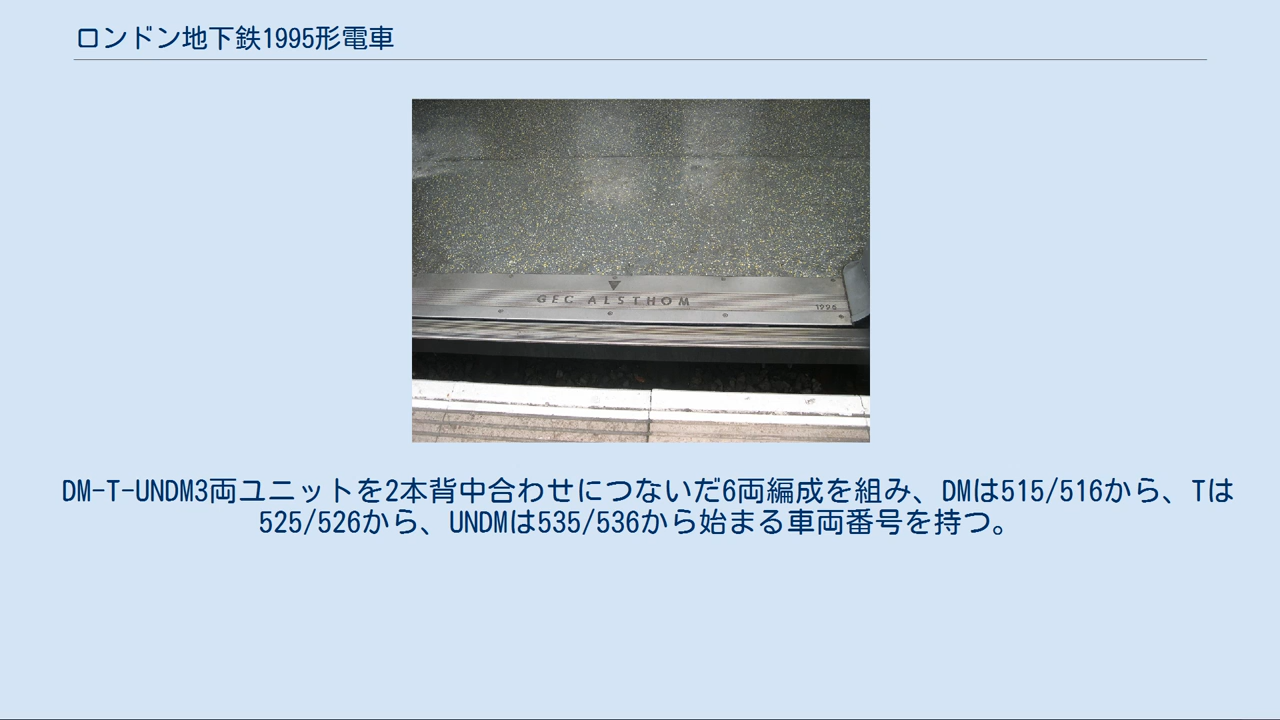 ロンドン地下鉄1995形電車
GEC ALSTHOM
1996
DM-T-UNDM3両ユニットを2本背中合わせにつないだ6両編成を組み、DMは515/516から、Tは
525/526から、UNDMは535/536から始まる車両番号を持つ。